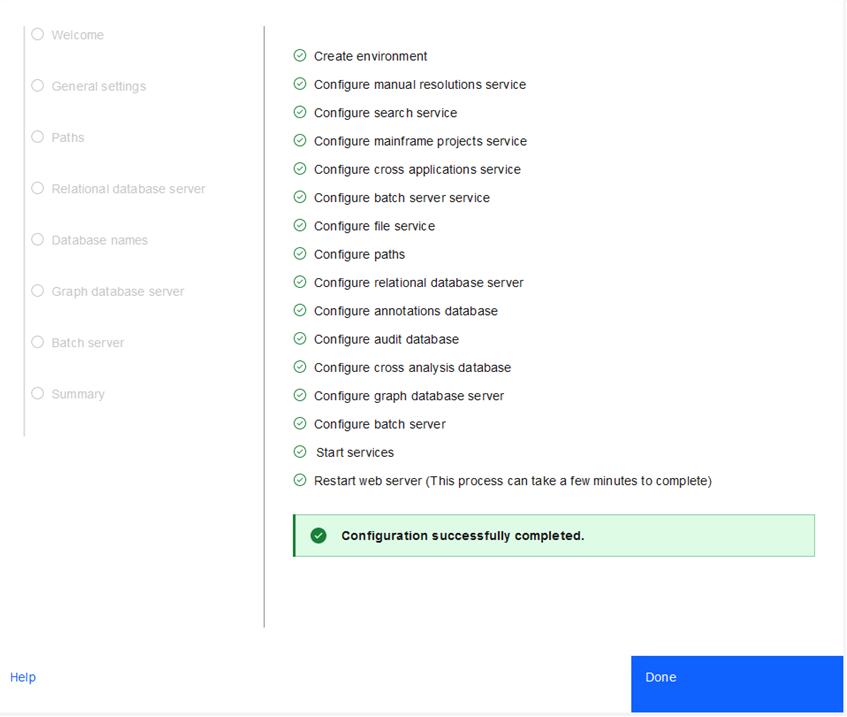 Welcome
General settings
Paths
Relational database server
Database names
Graph database server
Batch server
Summary
Create environment
Configure manual resolutions service
Configure search service
Configure mainframe projects service
Configure cross applications service
Configure batch server service
Configure file service
Configure paths
Configure relational database server
Configure annotations database
Configure audit database
Configure cross analysis database
Configure graph database server
Configure batch server
Start services
Restart web server (This process can take a few minutes to complete)
Configuration successfully completed.
Help
Done